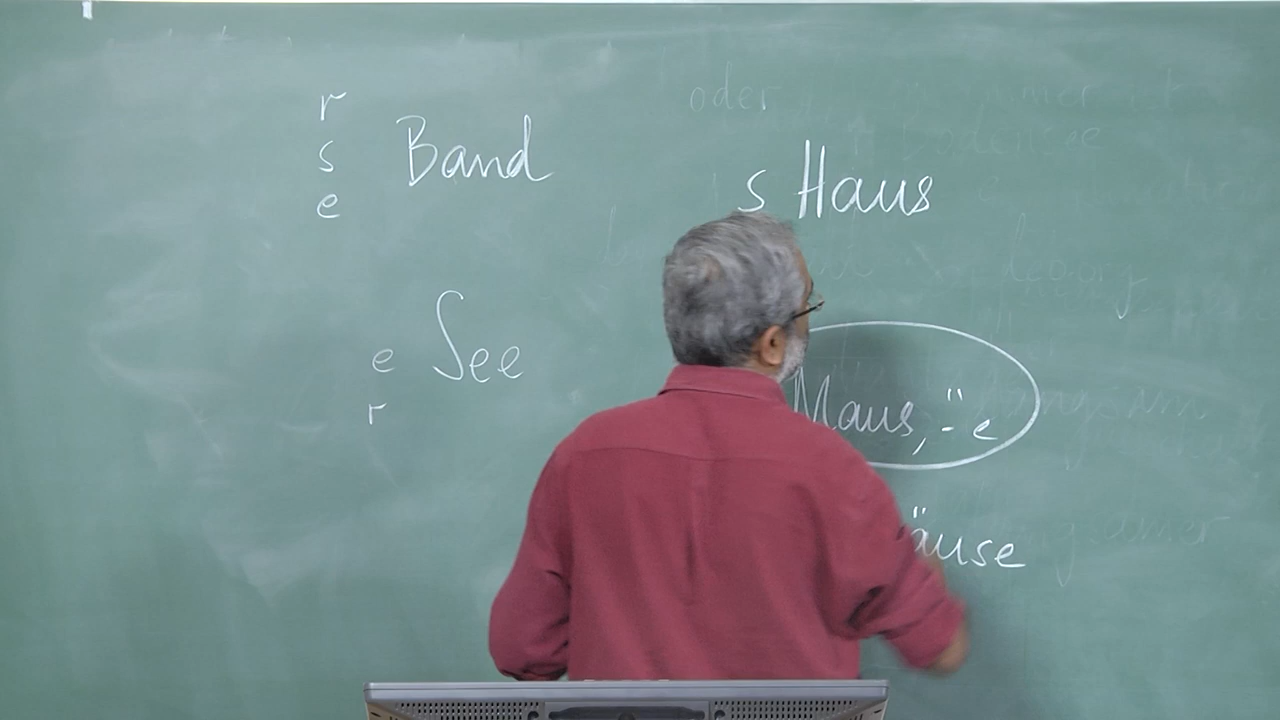 r
s Band
e
e See
r
oder
s Haus
Maus, -̈e
äuse